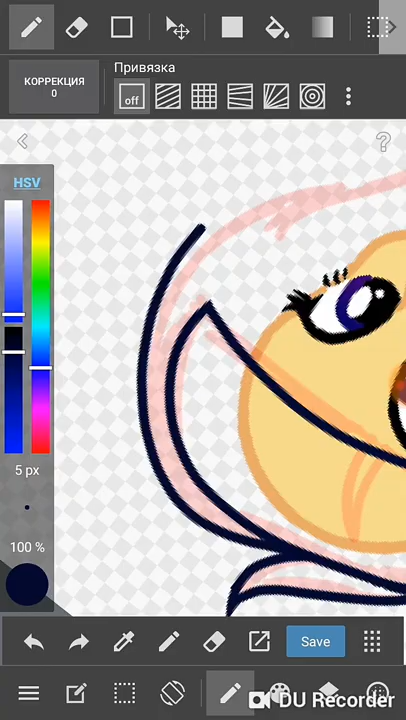 КОРРЕКЦИЯ
0
Привязка
off
?
HSV
5 px
100 %
Save
DU Recorder